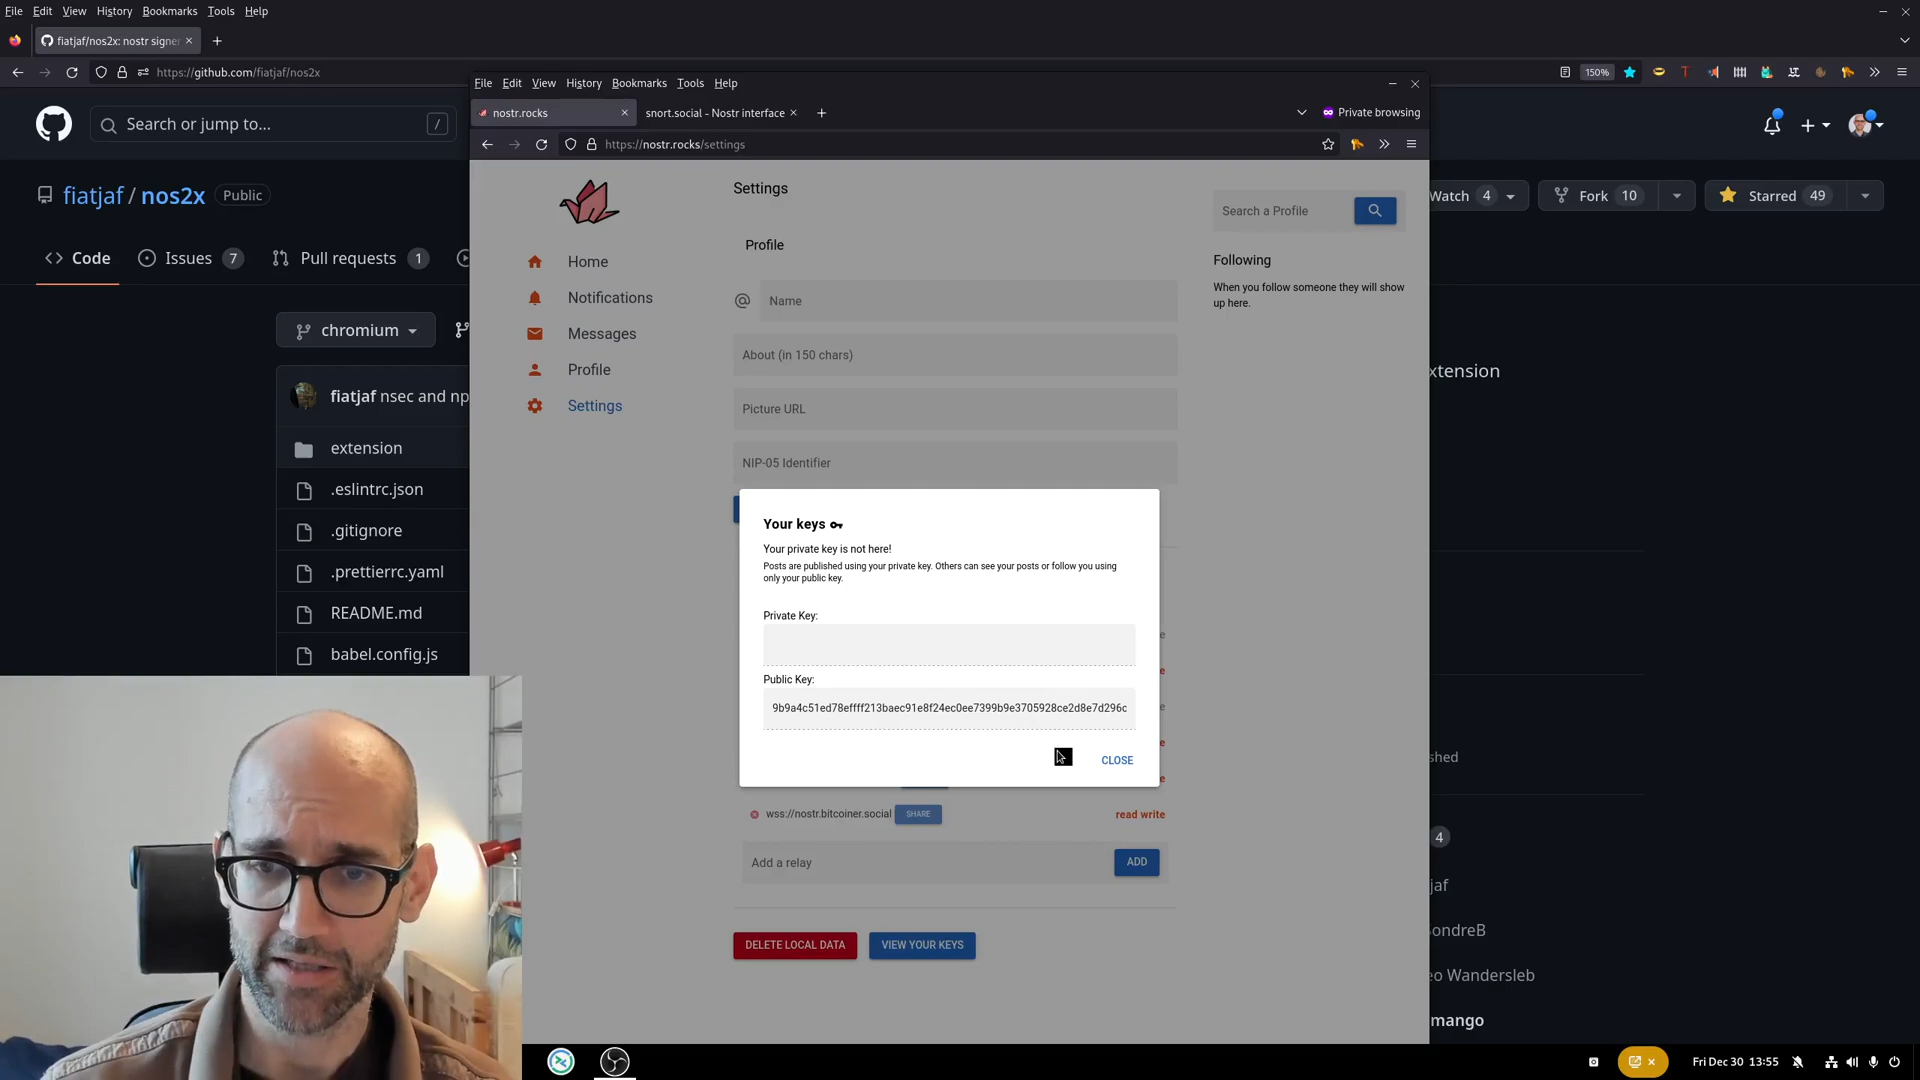 File Edit View History Bookmarks Tools Help
fiatjaf/nos2x: nostr signer
https://github.com/fiatjaf/nos2x
150%
Search or jump to...
/
fiatjaf / nos2x Public
Watch 4
Fork 10
Starred 49
Code
Issues 7
Pull requests 1
chromium
fiatjaf nsec and np
extension
.eslintrc.json
.gitignore
.prettierrc.yaml
README.md
babel.config.js
File Edit View History Bookmarks Tools Help
nostr.rocks
snort.social - Nostr interface
Private browsing
https://nostr.rocks/settings
Home
Notifications
Messages
Profile
Settings
Settings
Profile
@ Name
About (in 150 chars)
Picture URL
NIP-05 Identifier
Search a Profile
Following
When you follow someone they will show
up here.
Your keys
Your private key is not here!
Posts are published using your private key. Others can see your posts or follow you using
only your public key.
Private Key:
Public Key:
9b9a4c51ed78effff213baec91e8f24ec0ee7399b9e3705928ce2d8e7d296c
CLOSE
wss://nostr.bitcoiner.social SHARE read write
Add a relay
ADD
DELETE LOCAL DATA
VIEW YOUR KEYS
xtension
shed
4
jaf
SondreB
eo Wandersleb
mango
Fri Dec 30 13:55